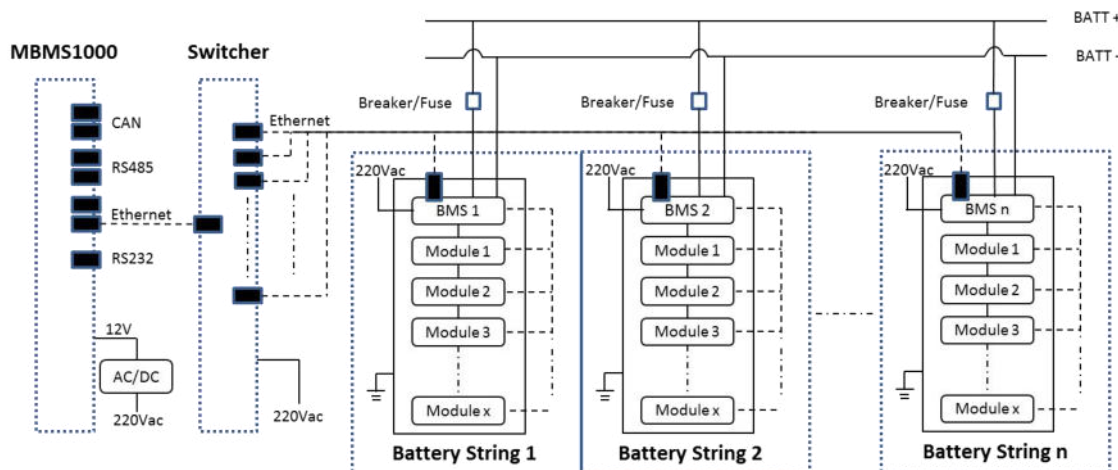 BATT +
MBMS1000
Switcher
BATT -
Breaker/Fuse
Breaker/Fuse
Breaker/Fuse
CAN
Ethernet
RS485
220Vac
220Vac
220Vac
Ethernet
BMS 1
BMS 2
BMS n
RS232
Module 1
Module 1
Module 1
Module 2
Module 2
Module 2
12V
Module 3
Module 3
Module 3
AC/DC
220Vac
220Vac
Module x
Module x
Module x
Battery String 1
Battery String 2
Battery String n